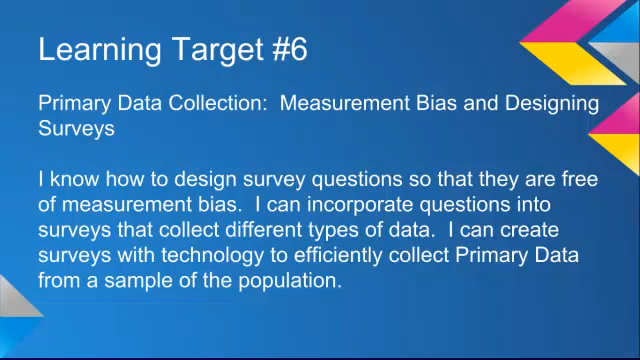 Learning Target #6
Primary Data Collection:  Measurement Bias and Designing
Surveys
I know how to design survey questions so that they are free
of measurement bias.  I can incorporate questions into
surveys that collect different types of data.  I can create
surveys with technology to efficiently collect Primary Data
from a sample of the population.